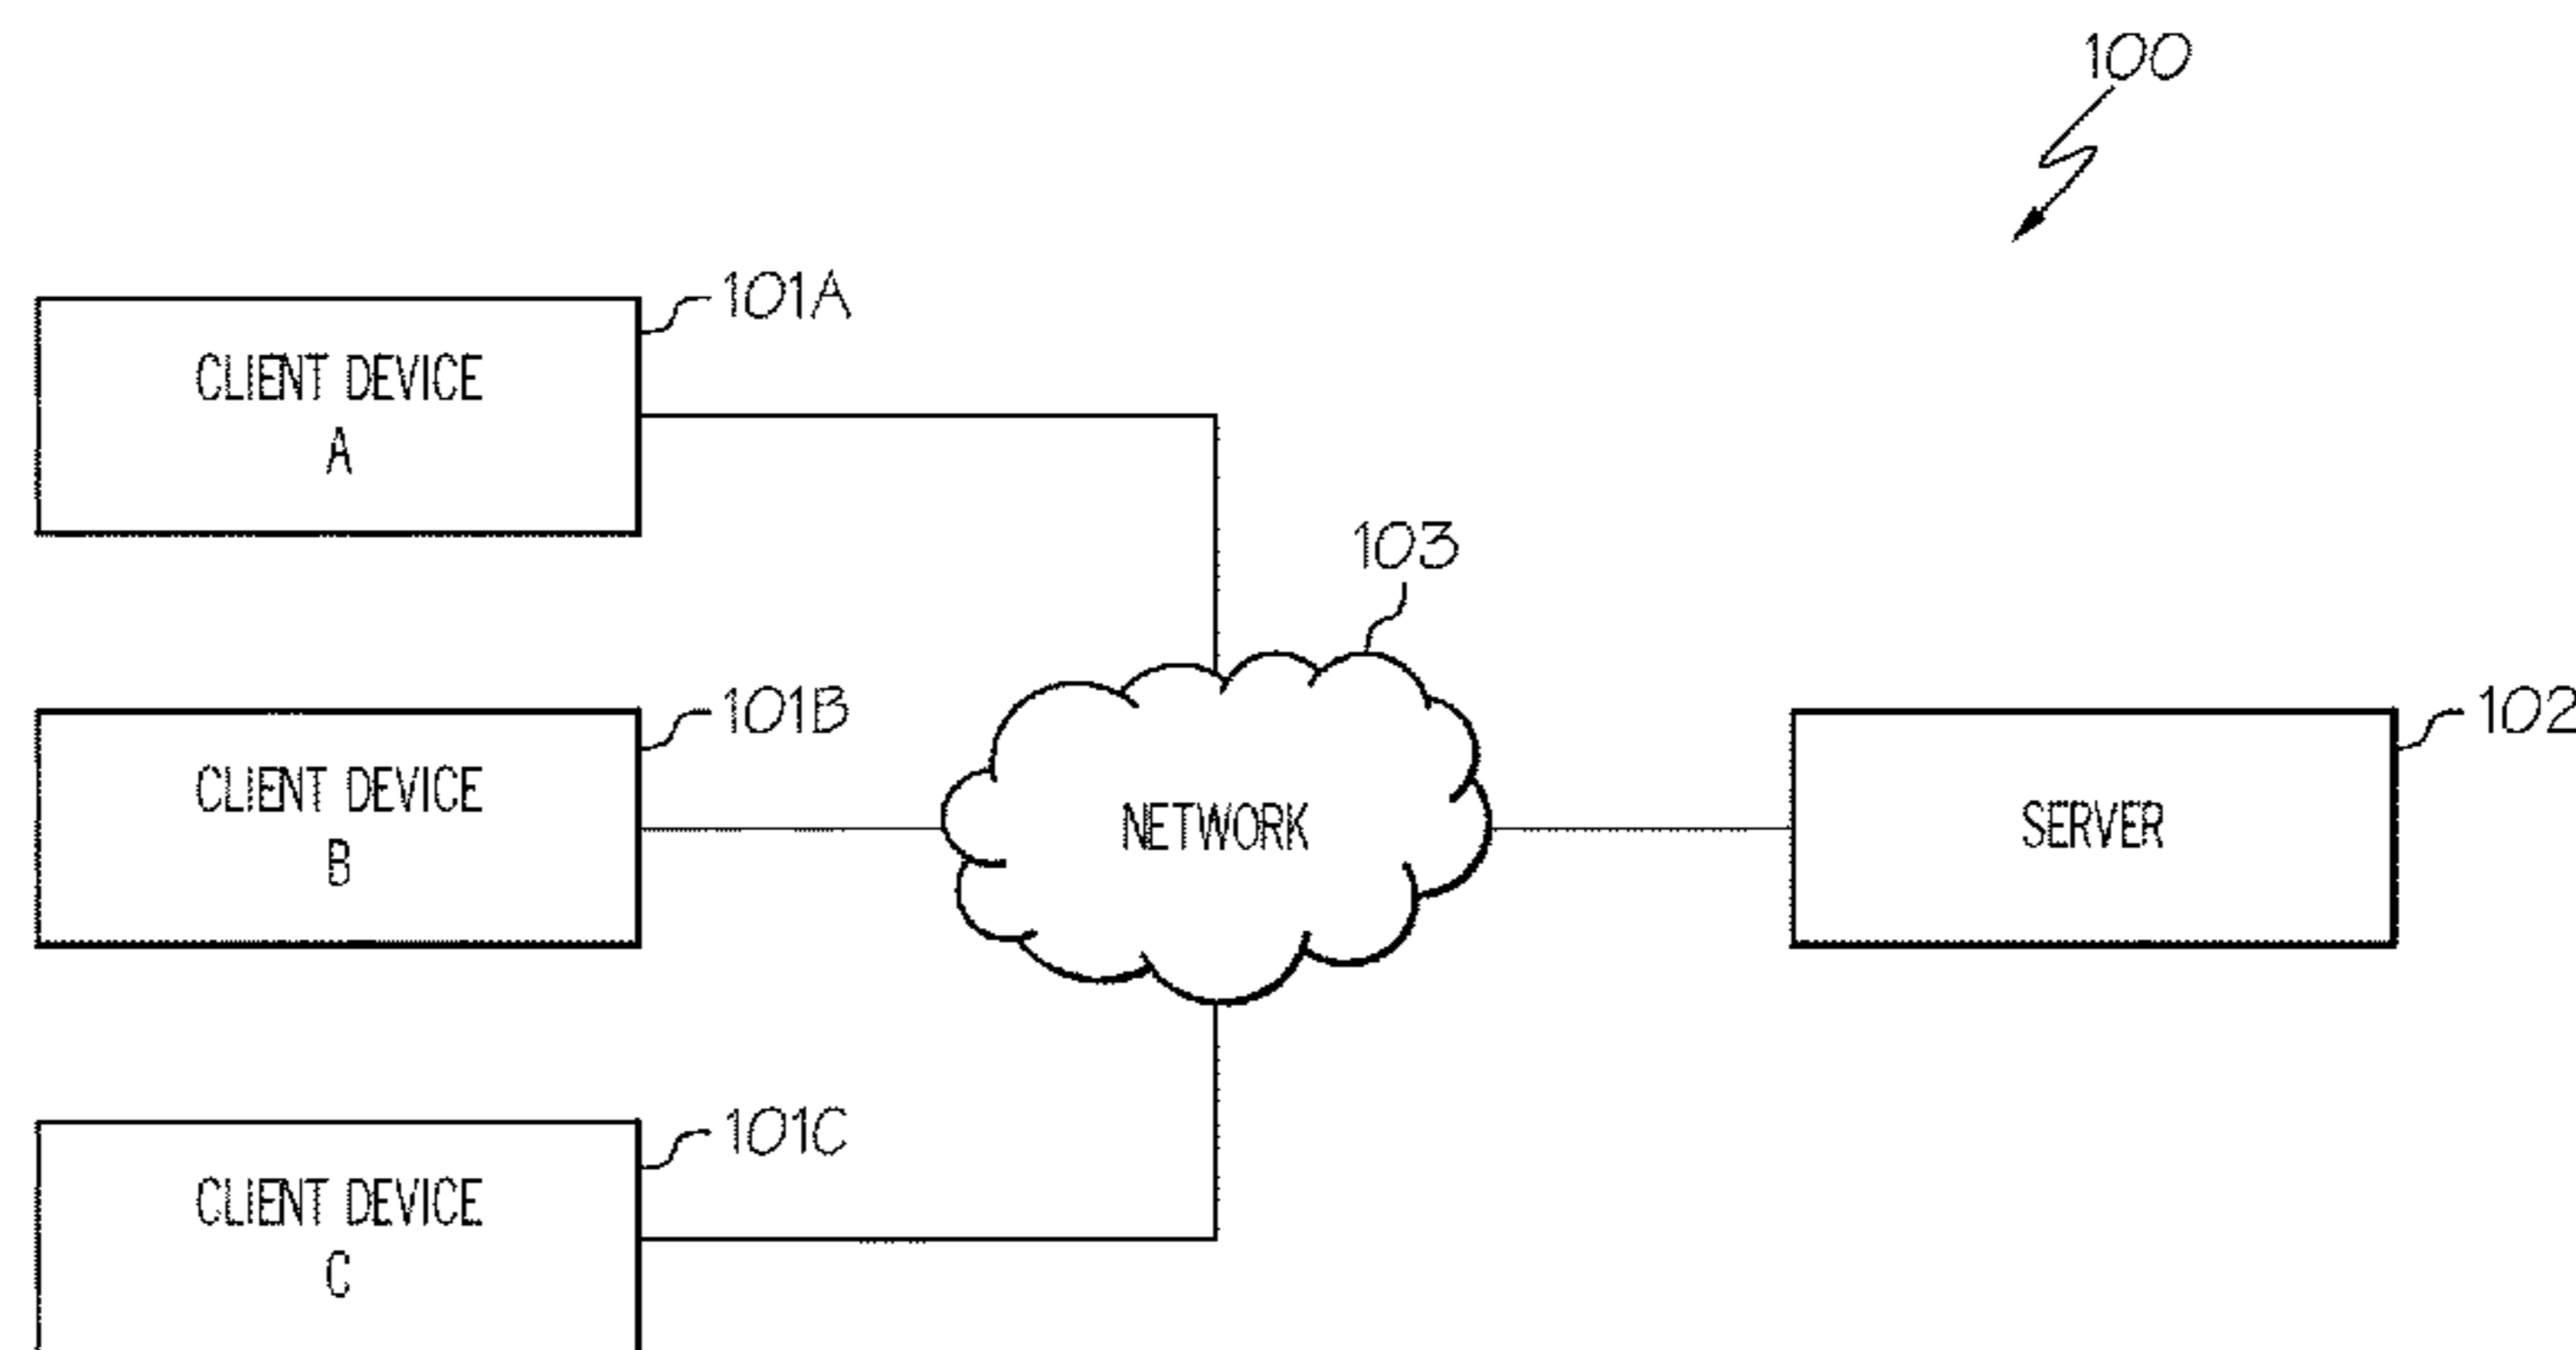 100
101A
CLIENT DEVICE
A
103
101B
102
CLIENT DEVICE
B
NETWORK
SERVER
101C
CLIENT DEVICE
C